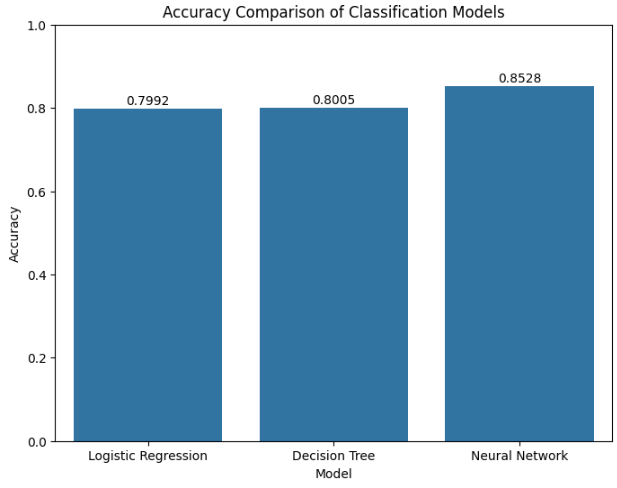 Accuracy Comparison of Classification Models
1.0
0.8
0.6
0.4
0.2
0.0
Accuracy
0.7992
0.8005
0.8528
Logistic Regression
Decision Tree
Neural Network
Model